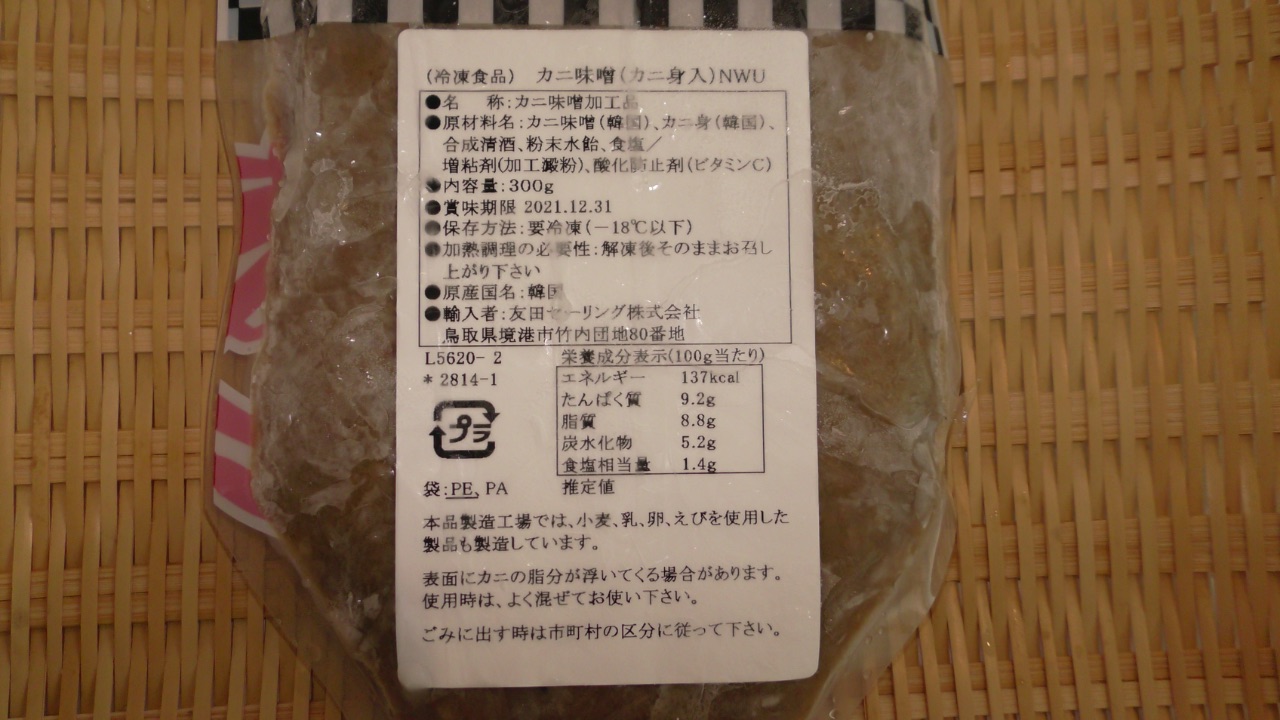 (冷凍食品) カニ味噌(カニ身入)NWU
●名 称:カニ味噌加工品
●原材料名:カニ味噌(韓国)、カニ身(韓国)、
合成清酒、粉末水飴、食塩/
増粘剤(加工澱粉)、酸化防止剤(ビタミンC)
●内容量:300g
●賞味期限 2021.12.31
●保存方法:要冷凍(-18℃以下)
●加熱調理の必要性:解凍後そのままお召し
上がり下さい
●原産国名:韓国
●輸入者:友田セーリング株式会社
鳥取県境港市竹内団地80番地
L5620- 2
*2814-1
プラ
袋:PE, PA
栄養成分表示(100g当たり)
エネルギー 137kcal
たんぱく質 9.2g
脂質 8.8g
炭水化物 5.2g
食塩相当量 1.4g
推定値
本品製造工場では、小麦、乳、卵、えびを使用した
製品も製造しています。
表面にカニの脂分が浮いてくる場合があります。
使用時は、よく混ぜてお使い下さい。
ごみに出す時は市町村の区分に従って下さい。